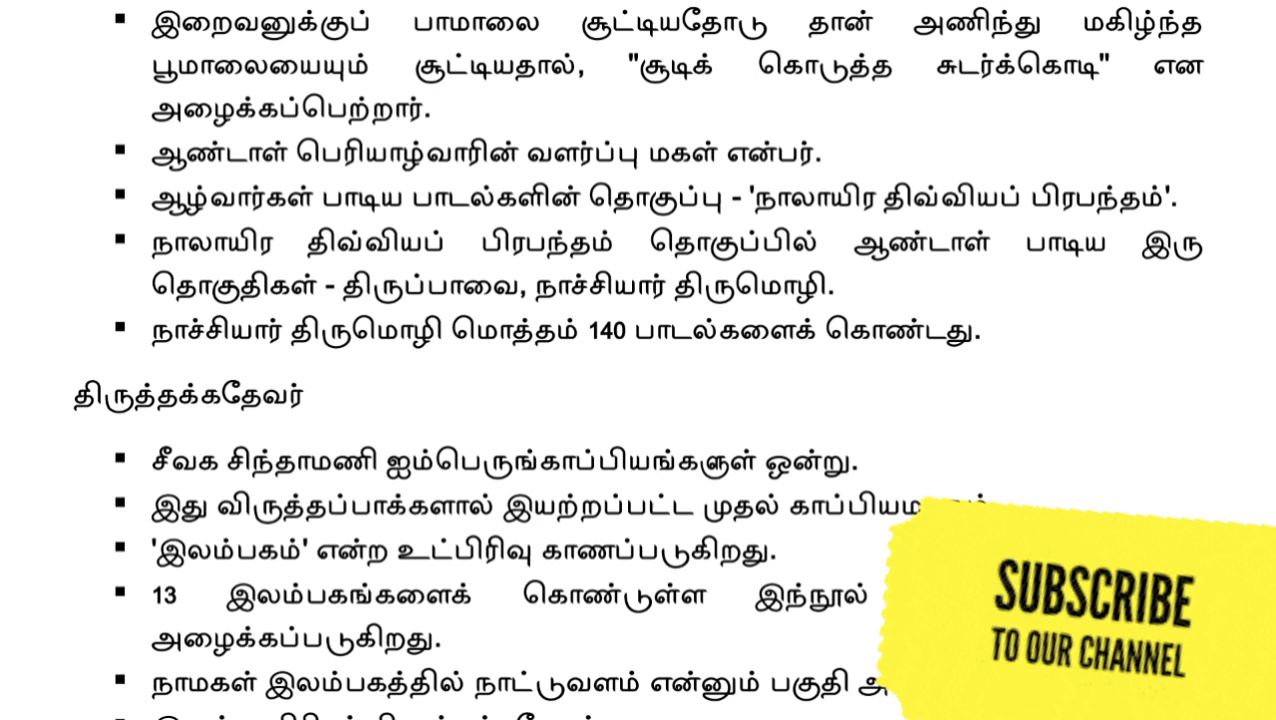 ▪ இறைவனுக்குப் பாமாலை சூட்டியதோடு தான் அணிந்து மகிழ்ந்த
பூமாலையையும் சூட்டியதால், "சூடிக் கொடுத்த சுடர்க்கொடி" என
அழைக்கப்பெற்றார்.
▪ ஆண்டாள் பெரியாழ்வாரின் வளர்ப்பு மகள் என்பர்.
▪ ஆழ்வார்கள் பாடிய பாடல்களின் தொகுப்பு - 'நாலாயிர திவ்வியப் பிரபந்தம்'.
▪ நாலாயிர திவ்வியப் பிரபந்தம் தொகுப்பில் ஆண்டாள் பாடிய இரு
தொகுதிகள் - திருப்பாவை, நாச்சியார் திருமொழி.
▪ நாச்சியார் திருமொழி மொத்தம் 140 பாடல்களைக் கொண்டது.
திருத்தக்கதேவர்
▪ சீவக சிந்தாமணி ஐம்பெருங்காப்பியங்களுள் ஒன்று.
▪ இது விருத்தப்பாக்களால் இயற்றப்பட்ட முதல்
▪ 'இலம்பகம்' என்ற உட்பிரிவு காணப்படுகிறது.
▪ 13 இலம்பகங்களைக் கொண்டுள்ள இந்நூல்
அழைக்கப்படுகிறது.
▪ நாமகள் இலம்பகத்தில் நாட்டுவளம் என்னும் பகுதி
SUBSCRIBE
TO OUR CHANNEL